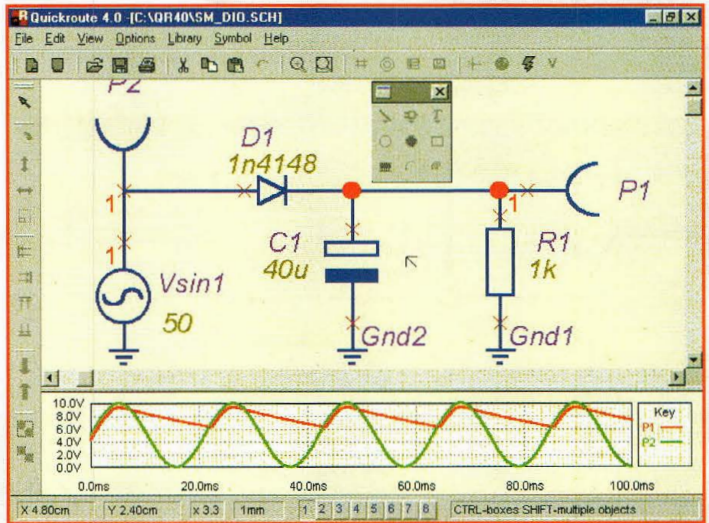 Quickroute 4.0 -[C:\QR40\SM_DIO.SCH]
File Edit View Options Library Symbol Help
P2
D1
1n4148
P1
1
1
1
C1
40u
R1
1k
Vsin1
50
Gnd2
Gnd1
10.0V
8.0V
6.0V
4.0V
2.0V
0.0V
Key
P1
P2
0.0ms 20.0ms 40.0ms 60.0ms 80.0ms 100.0ms
X 4.80cm Y 2.40cm x 3.3 1mm 1 2 3 4 5 6 7 8 CTRL-boxes SHIFT-multiple objects